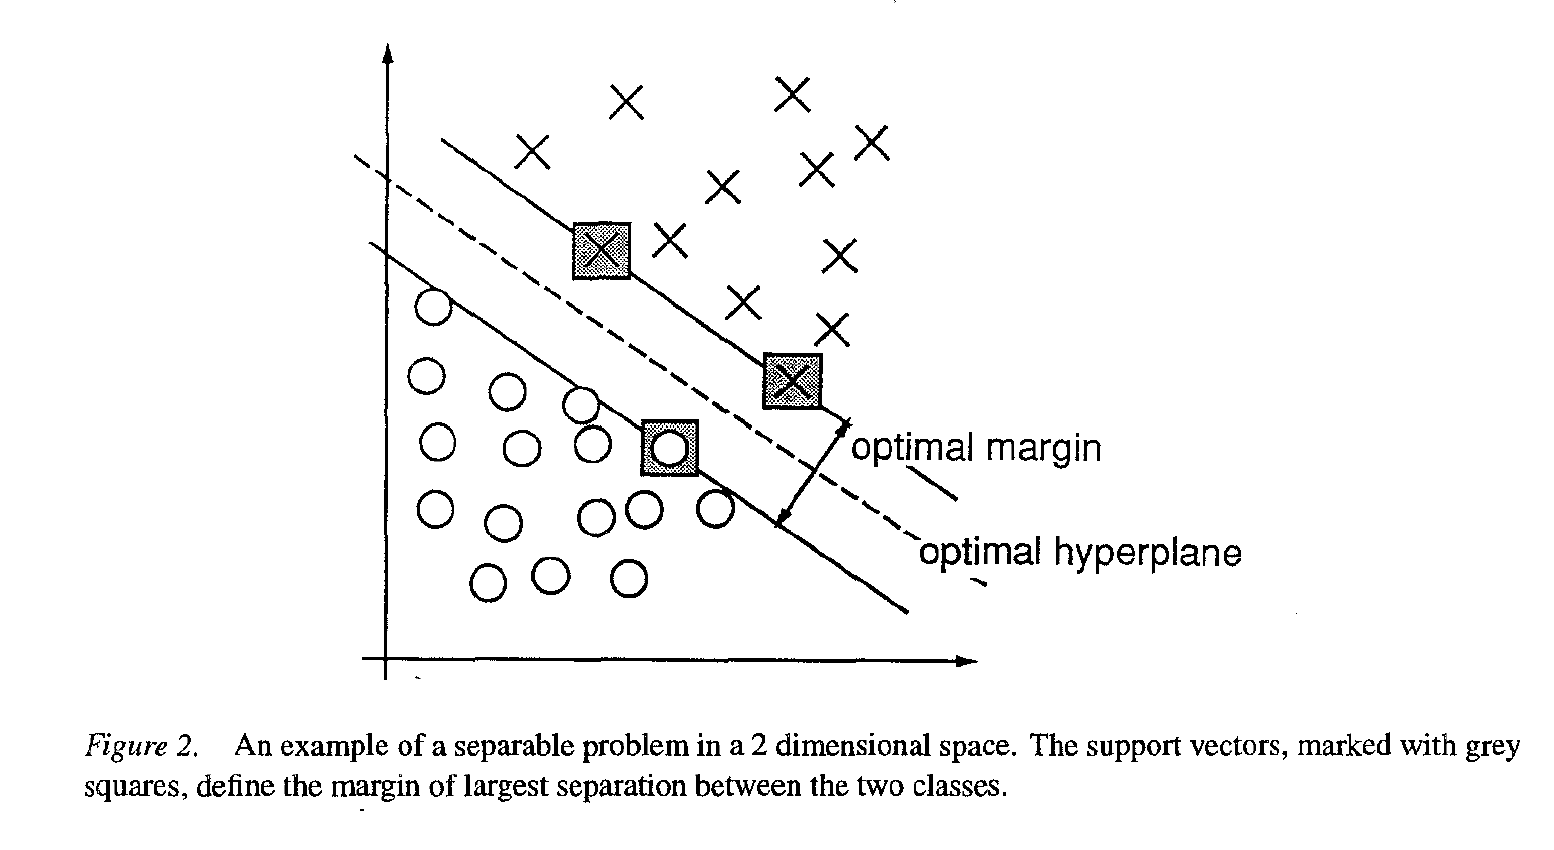 optimal margin
optimal hyperplane
Figure 2. An example of a separable problem in a 2 dimensional space. The support vectors, marked with grey
squares, define the margin of largest separation between the two classes.